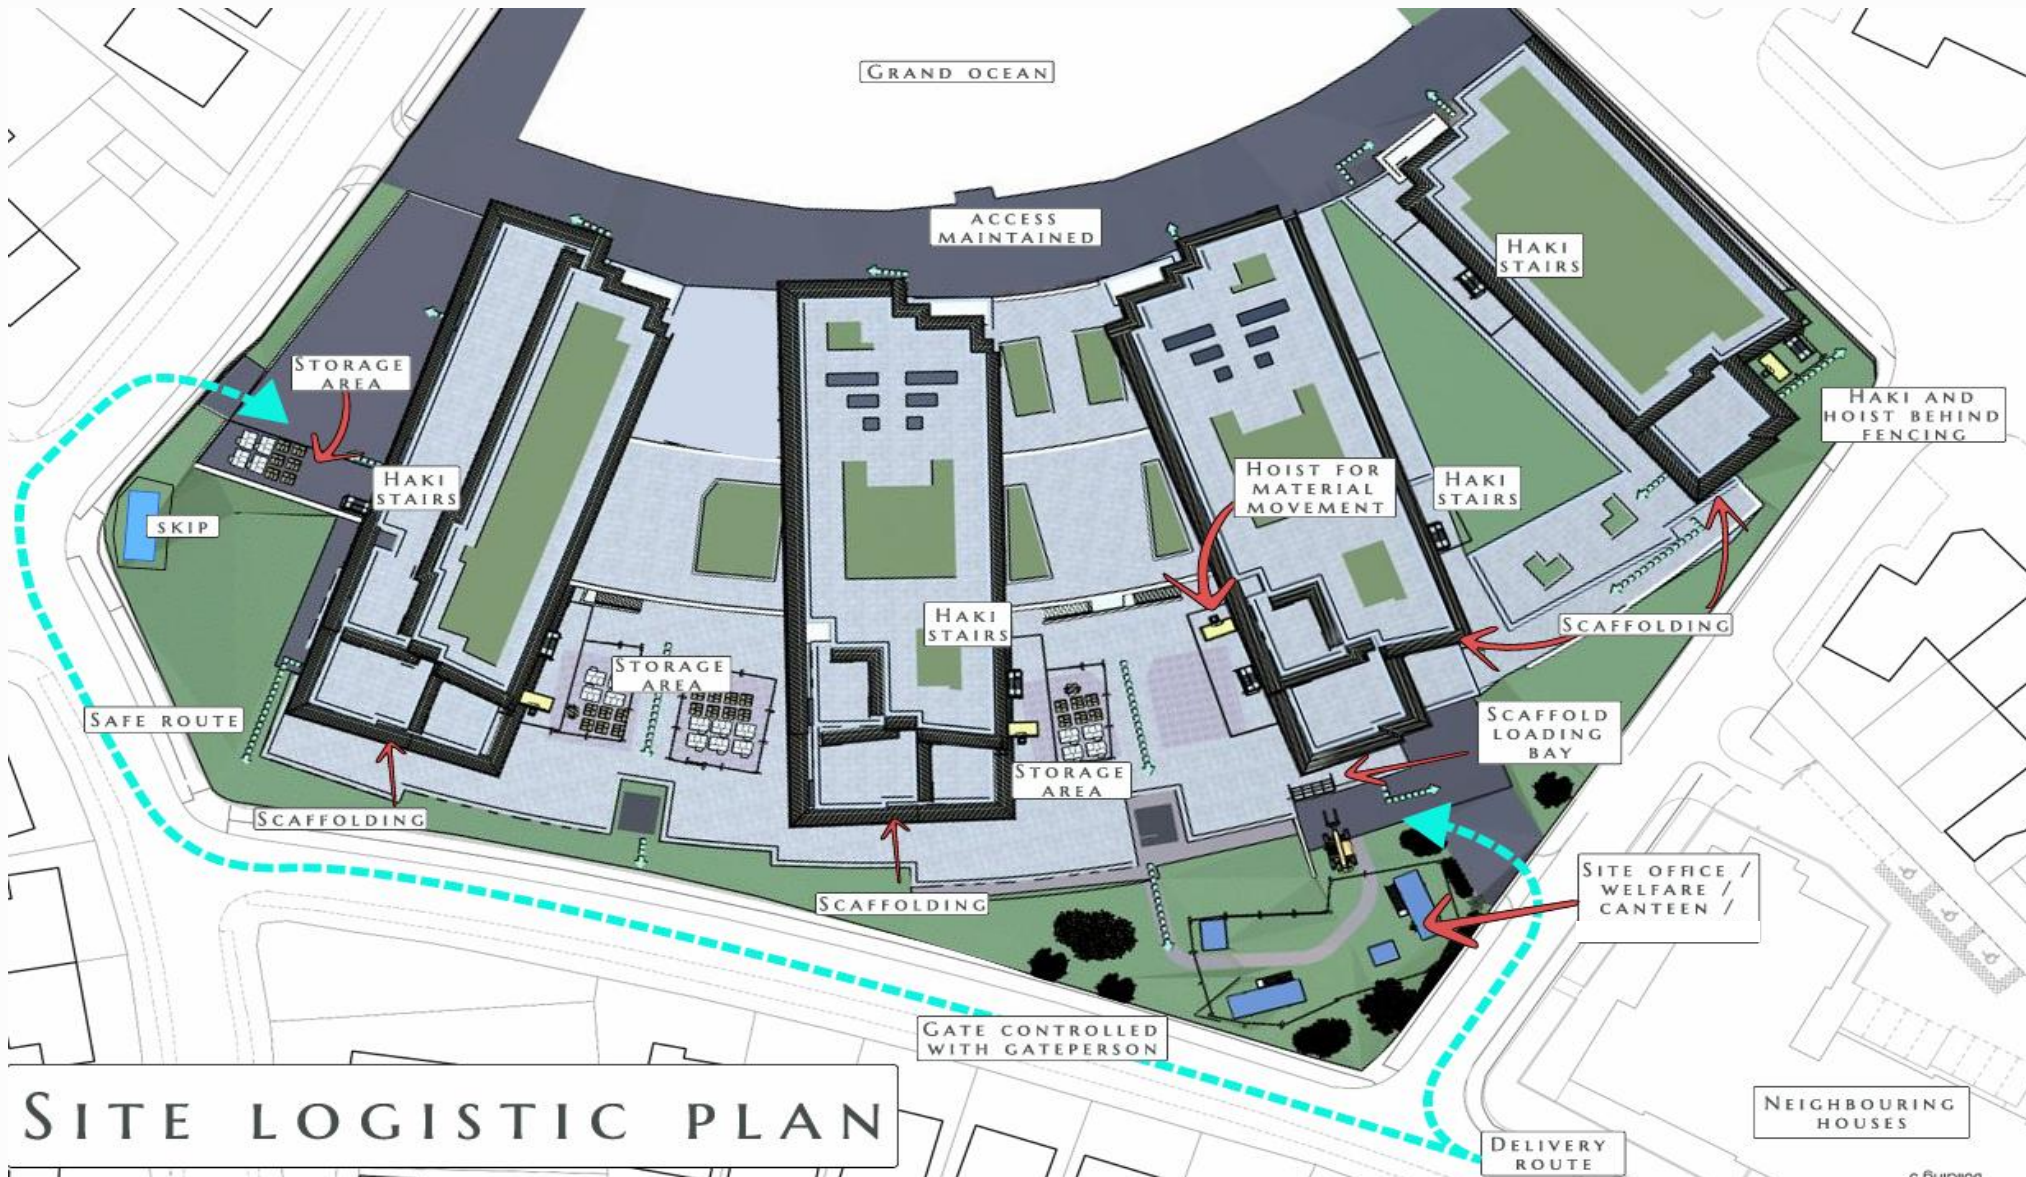 GRAND OCEAN
ACCESS
MAINTAINED
HAKI
STAIRS
STORAGE
AREA
HAKI AND
HOIST BEHIND
FENCING
HAKI
STAIRS
HOIST FOR
MATERIAL
MOVEMENT
HAKI
STAIRS
SKIP
HAKI
STAIRS
SCAFFOLDING
STORAGE
AREA
SAFE ROUTE
SCAFFOLD
LOADING
BAY
STORAGE
AREA
SCAFFOLDING
SCAFFOLDING
SITE OFFICE /
WELFARE /
CANTEEN /
GATE CONTROLLED
WITH GATEPERSON
SITE LOGISTIC PLAN
NEIGHBOURING
HOUSES
DELIVERY
ROUTE